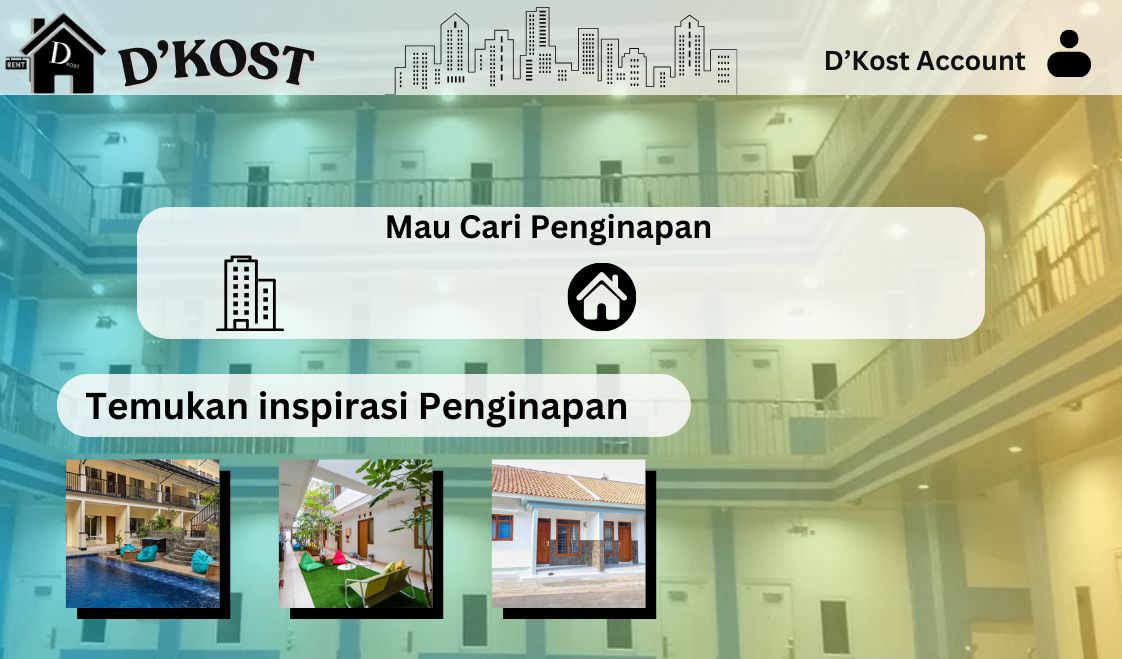 RENT
D
KOST
D’KOST
D’Kost Account
Mau Cari Penginapan
Temukan inspirasi Penginapan